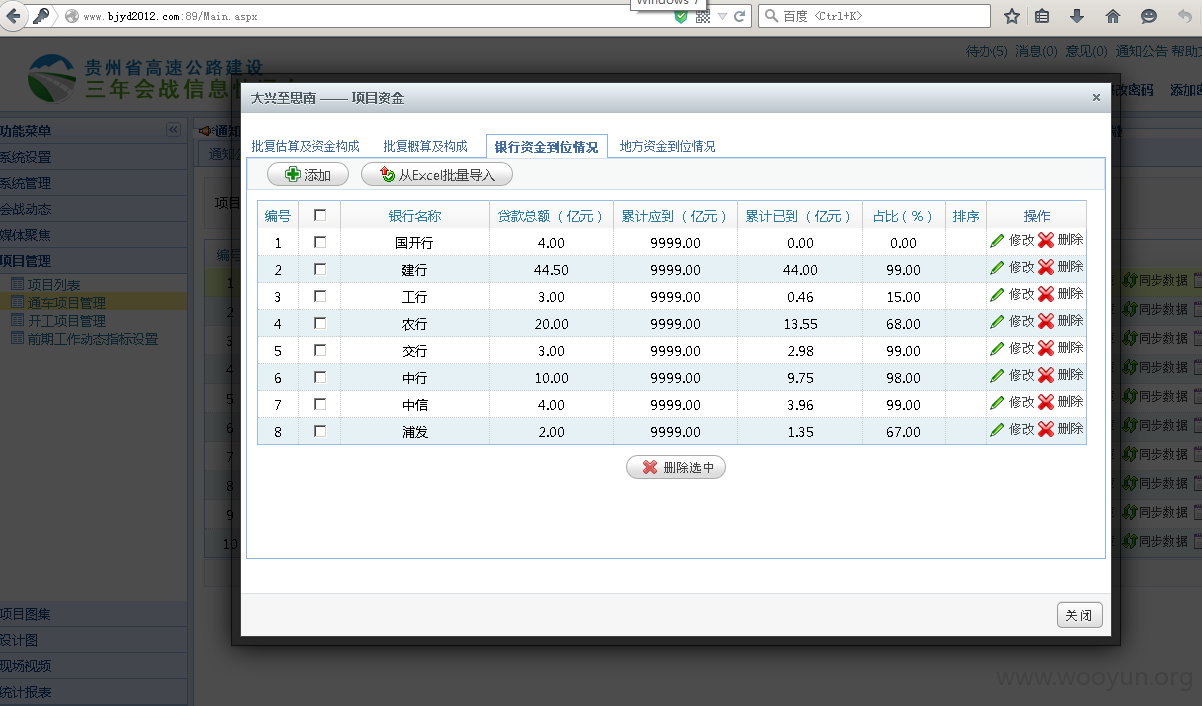 Windows 7
www.bjyd2012.com:89/Main.aspx
百度 <Ctrl+K>
待办(5) 消息(0) 意见(0) 通知公告 帮助
贵州省高速公路建设
三年会战信息
改密码 添加
大兴至思南 —— 项目资金
功能菜单
系统设置
系统管理
会战动态
媒体聚焦
项目管理
项目列表
通车项目管理
开工项目管理
前期工作动态指标设置
项目图集
设计图
现场视频
统计报表
通知
通知
项目
编号
1
2
3
4
5
6
7
8
9
10
批复估算及资金构成 批复概算及构成 银行资金到位情况 地方资金到位情况
添加 从Excel批量导入
编号 银行名称 贷款总额（亿元） 累计应到（亿元） 累计已到（亿元） 占比（%） 排序 操作
1 国开行 4.00 9999.00 0.00 0.00 修改 删除
2 建行 44.50 9999.00 44.00 99.00 修改 删除
3 工行 3.00 9999.00 0.46 15.00 修改 删除
4 农行 20.00 9999.00 13.55 68.00 修改 删除
5 交行 3.00 9999.00 2.98 99.00 修改 删除
6 中行 10.00 9999.00 9.75 98.00 修改 删除
7 中信 4.00 9999.00 3.96 99.00 修改 删除
8 浦发 2.00 9999.00 1.35 67.00 修改 删除
删除选中
同步数据
同步数据
同步数据
同步数据
同步数据
同步数据
同步数据
同步数据
同步数据
同步数据
关闭
www.wooyun.org